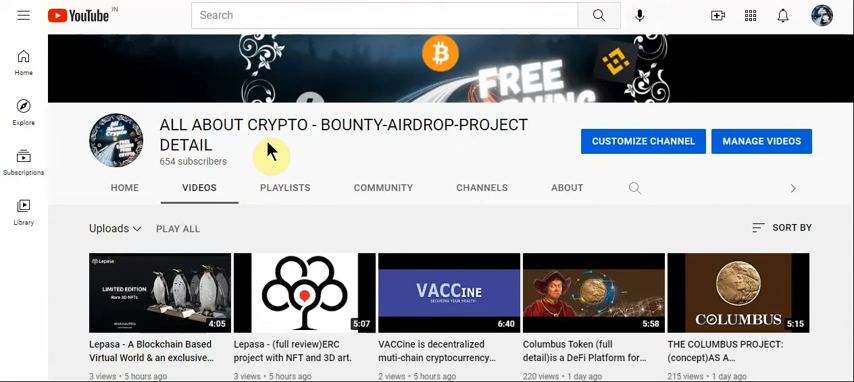 YouTube IN
Search
Home
Explore
Subscriptions
Library
FREE
ALL ABOUT CRYPTO - BOUNTY-AIRDROP-PROJECT
DETAIL
654 subscribers
CUSTOMIZE CHANNEL
MANAGE VIDEOS
HOME
VIDEOS
PLAYLISTS
COMMUNITY
CHANNELS
ABOUT
Uploads
PLAY ALL
SORT BY
Lepasa
LIMITED EDITION
Rare 3D NFTs
4:05
5:07
VACCINE
SECURING YOUR HEALTH
6:40
5:58
COLUMBUS
5:15
Lepasa - A Blockchain Based
Virtual World & an exclusive...
3 views • 5 hours ago
Lepasa - (full review)ERC
project with NFT and 3D art.
3 views • 5 hours ago
VACCine is decentralized
muti-chain cryptocurrency...
2 views • 5 hours ago
Columbus Token (full
detail)is a DeFi Platform for...
220 views • 1 day ago
THE COLUMBUS PROJECT:
(concept)AS A...
215 views • 1 day ago